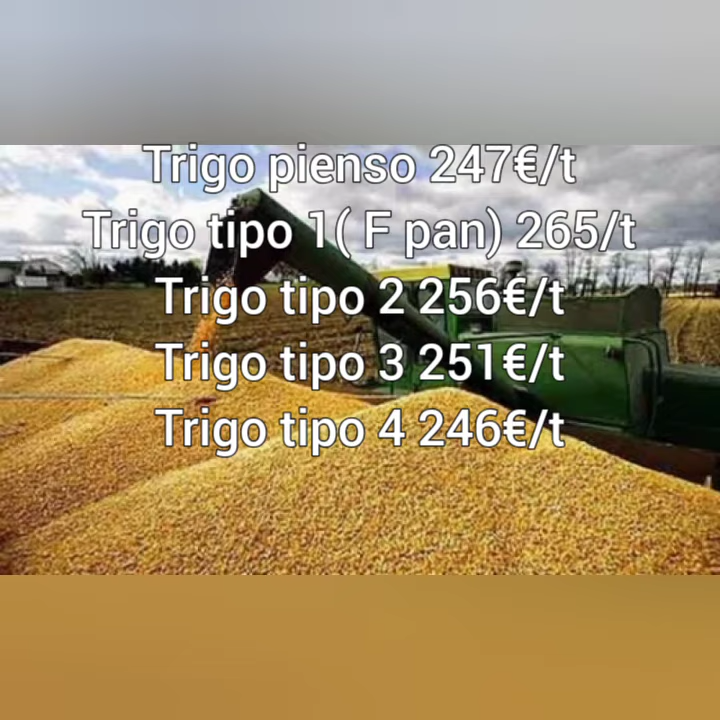 Trigo pienso 247€/t
Trigo tipo 1( F pan) 265/t
Trigo tipo 2 256€/t
Trigo tipo 3 251€/t
Trigo tipo 4 246€/t